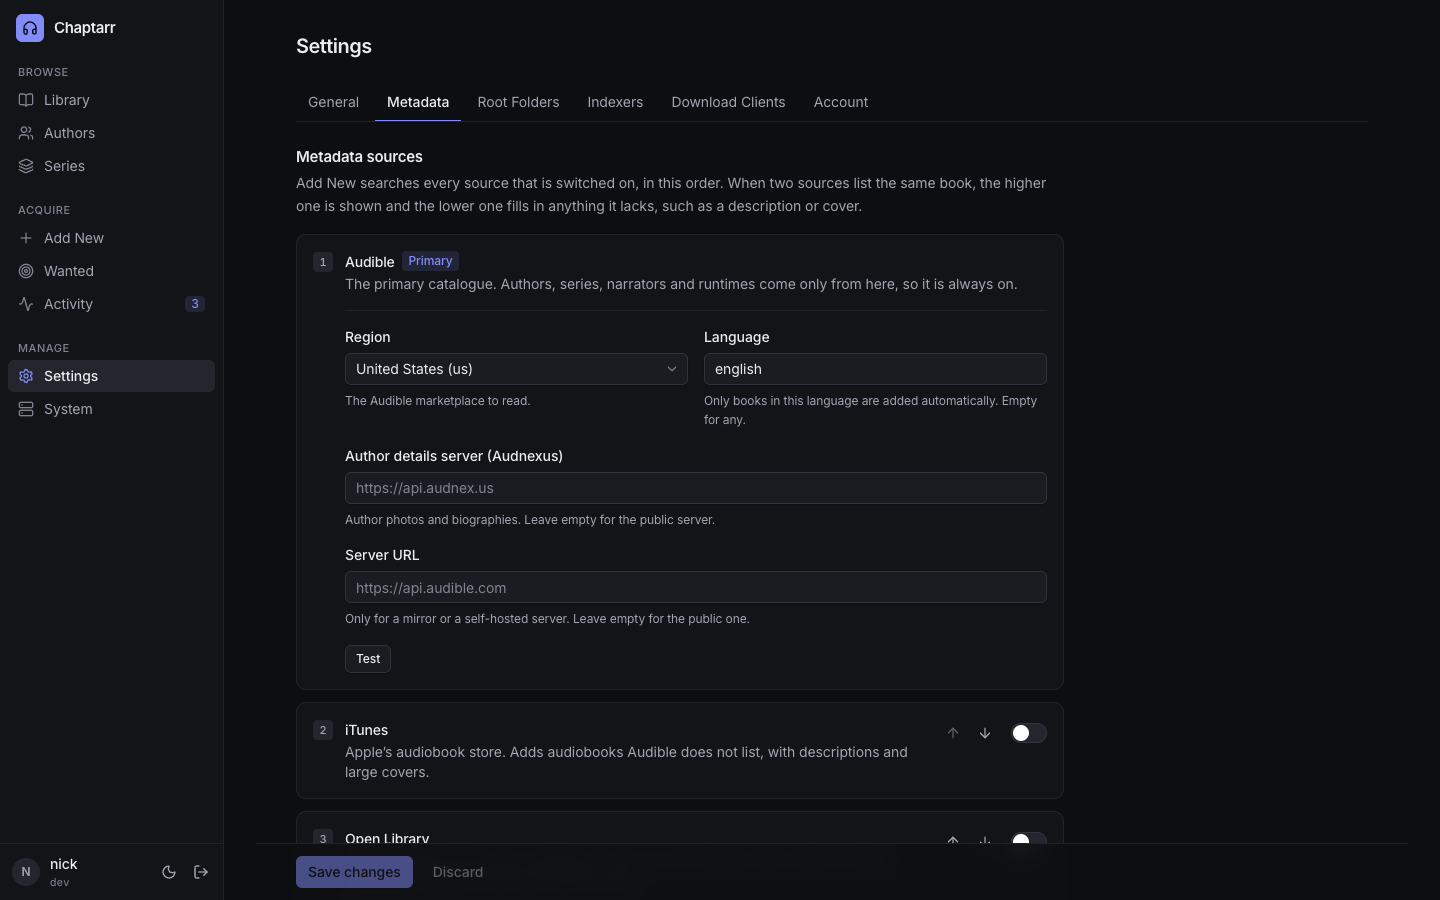 Chaptarr
BROWSE
Library
Authors
Series
ACQUIRE
Add New
Wanted
Activity
3
MANAGE
Settings
System
N
nick
dev
Settings
General
Metadata
Root Folders
Indexers
Download Clients
Account
Metadata sources
Add New searches every source that is switched on, in this order. When two sources list the same book, the higher
one is shown and the lower one fills in anything it lacks, such as a description or cover.
1
Audible
Primary
The primary catalogue. Authors, series, narrators and runtimes come only from here, so it is always on.
Region
United States (us)
The Audible marketplace to read.
Language
english
Only books in this language are added automatically. Empty
for any.
Author details server (Audnexus)
https://api.audnex.us
Author photos and biographies. Leave empty for the public server.
Server URL
https://api.audible.com
Only for a mirror or a self-hosted server. Leave empty for the public one.
Test
2
iTunes
Apple’s audiobook store. Adds audiobooks Audible does not list, with descriptions and
large covers.
3
Open Library
Save changes
Discard